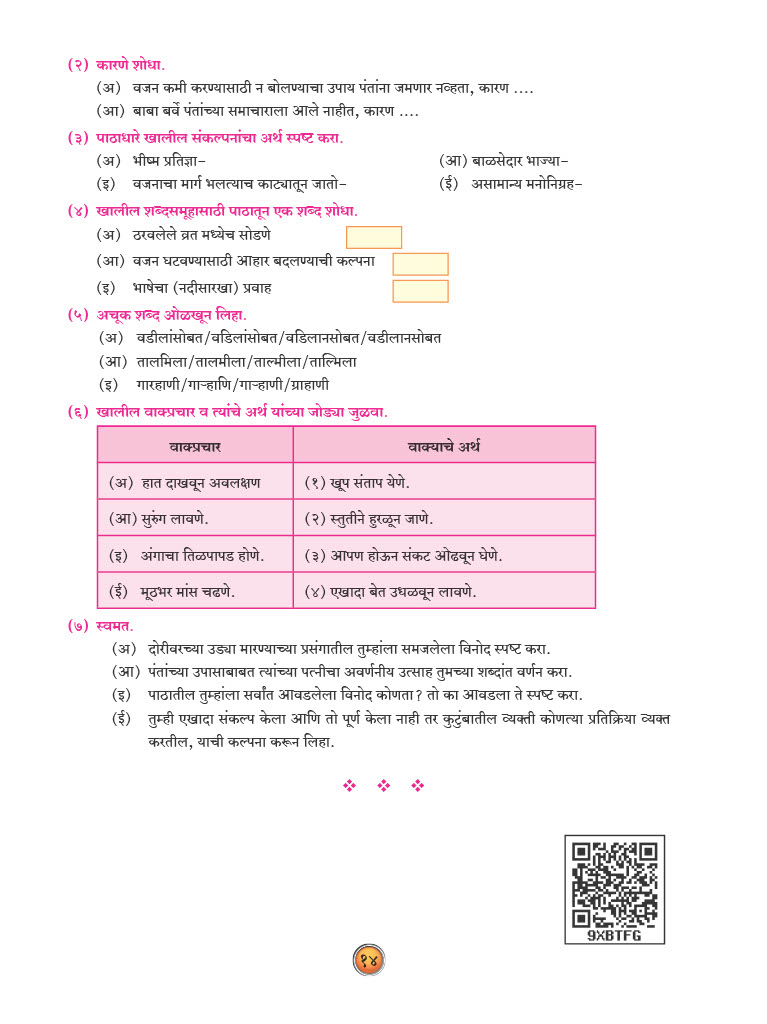 (२) कारणे शोधा.
(अ) वजन कमी करण्यासाठी न बोलण्याचा उपाय पंतांना जमणार नव्हता, कारण ....
(आ) बाबा बर्वे पंतांच्या समाचाराला आले नाहीत, कारण ....
(३) पाठाधारे खालील संकल्पनांचा अर्थ स्पष्ट करा.
(अ) भीष्म प्रतिज्ञा– (आ) बाळसेदार भाज्या–
(इ) वजनाचा मार्ग भलत्याच काट्यातून जातो– (ई) असामान्य मनोनिग्रह–
(४) खालील शब्दसमूहासाठी पाठातून एक शब्द शोधा.
(अ) ठरवलेले व्रत मध्येच सोडणे
(आ) वजन घटवण्यासाठी आहार बदलण्याची कल्पना
(इ) भाषेचा (नदीसारखा) प्रवाह
(५) अचूक शब्द ओळखून लिहा.
(अ) वडीलांसोबत/वडिलांसोबत/वडिलानसोबत/वडीलानसोबत
(आ) तालमिला/तालमीला/ताल्मीला/ताल्मिला
(इ) गारहाणी/गाऱ्हाणि/गाऱ्हाणी/ग्राहाणी
(६) खालील वाक्प्रचार व त्यांचे अर्थ यांच्या जोड्या जुळवा.
वाक्प्रचार वाक्याचे अर्थ
(अ) हात दाखवून अवलक्षण (१) खूप संताप येणे.
(आ) सुरुंग लावणे. (२) स्तुतीने हुरळून जाणे.
(इ) अंगाचा तिळपापड होणे. (३) आपण होऊन संकट ओढवून घेणे.
(ई) मूठभर मांस चढणे. (४) एखादा बेत उधळवून लावणे.
(७) स्वमत.
(अ) दोरीवरच्या उड्या मारण्याच्या प्रसंगातील तुम्हांला समजलेला विनोद स्पष्ट करा.
(आ) पंतांच्या उपासाबाबत त्यांच्या पत्नीचा अवर्णनीय उत्साह तुमच्या शब्दांत वर्णन करा.
(इ) पाठातील तुम्हांला सर्वांत आवडलेला विनोद कोणता? तो का आवडला ते स्पष्ट करा.
(ई) तुम्ही एखादा संकल्प केला आणि तो पूर्ण केला नाही तर कुटुंबातील व्यक्ती कोणत्या प्रतिक्रिया व्यक्त
करतील, याची कल्पना करून लिहा.
9XBTFG
१४